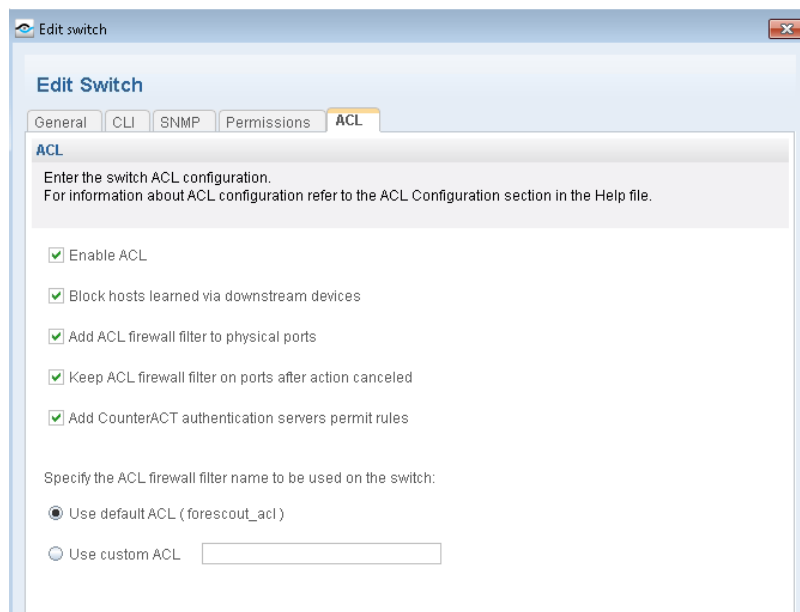 Edit switch
Edit Switch
General CLI SNMP Permissions ACL
ACL
Enter the switch ACL configuration.
For information about ACL configuration refer to the ACL Configuration section in the Help file.
Enable ACL
Block hosts learned via downstream devices
Add ACL firewall filter to physical ports
Keep ACL firewall filter on ports after action canceled
Add CounterACT authentication servers permit rules
Specify the ACL firewall filter name to be used on the switch:
Use default ACL ( forescout_acl )
Use custom ACL